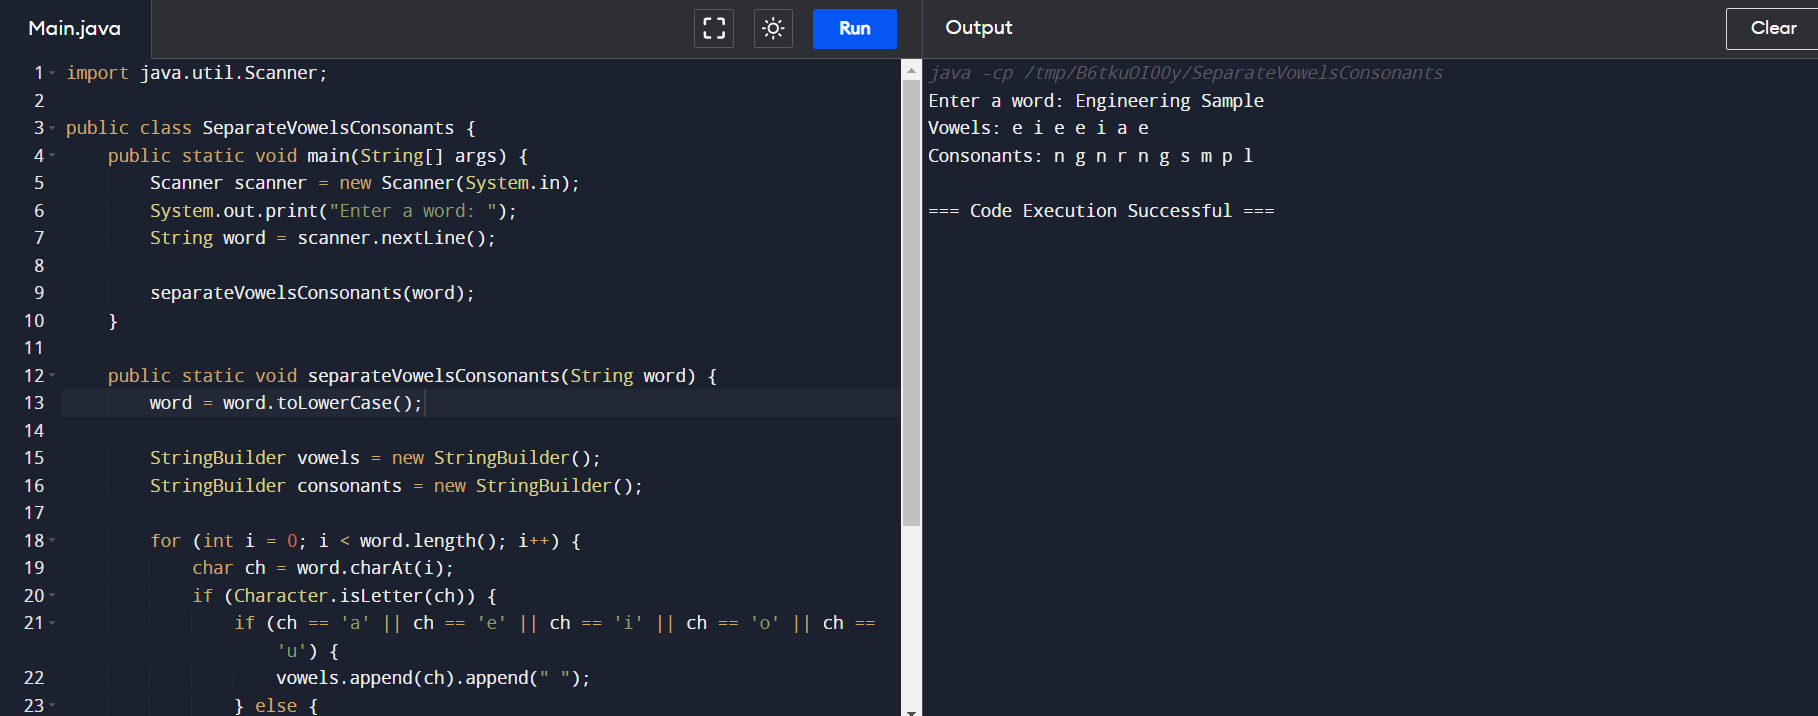 Main.java
Run
1 import java.util.Scanner;
2
3 public class SeparateVowelsConsonants {
4 public static void main(String[] args) {
5 Scanner scanner = new Scanner(System.in);
6 System.out.print("Enter a word: ");
7 String word = scanner.nextLine();
8
9 separateVowelsConsonants(word);
10 }
11
12 public static void separateVowelsConsonants(String word) {
13 word = word.toLowerCase();
14
15 StringBuilder vowels = new StringBuilder();
16 StringBuilder consonants = new StringBuilder();
17
18 for (int i = 0; i < word.length(); i++) {
19 char ch = word.charAt(i);
20 if (Character.isLetter(ch)) {
21 if (ch == 'a' || ch == 'e' || ch == 'i' || ch == 'o' || ch ==
'u') {
22 vowels.append(ch).append(" ");
23 } else {
Output
Clear
java -cp /tmp/B6tkuOI00y/SeparateVowelsConsonants
Enter a word: Engineering Sample
Vowels: e i e e i a e
Consonants: n g n r n g s m p l
=== Code Execution Successful ===